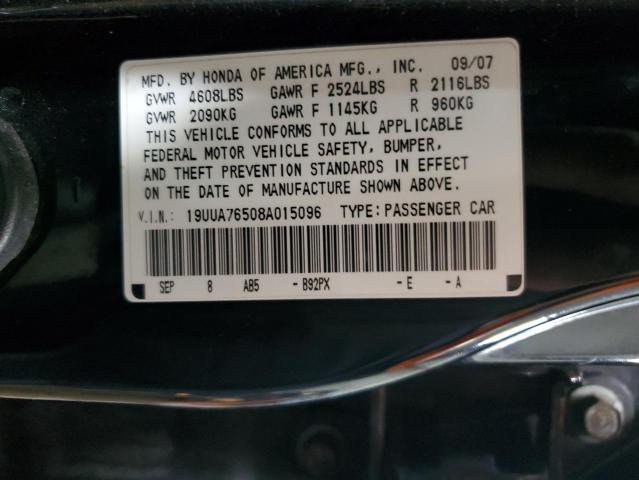 MFD. BY HONDA OF AMERICA MFG., INC. 09/07
GVWR 4608LBS GAWR F 2524LBS R 2116LBS
GVWR 2090KG GAWR F 1145KG R 960KG
THIS VEHICLE CONFORMS TO ALL APPLICABLE
FEDERAL MOTOR VEHICLE SAFETY, BUMPER,
AND THEFT PREVENTION STANDARDS IN EFFECT
ON THE DATE OF MANUFACTURE SHOWN ABOVE.
V.I.N.: 19UUA76508A015096 TYPE:PASSENGER CAR
SEP 8 AB5 -B92PX -E -A